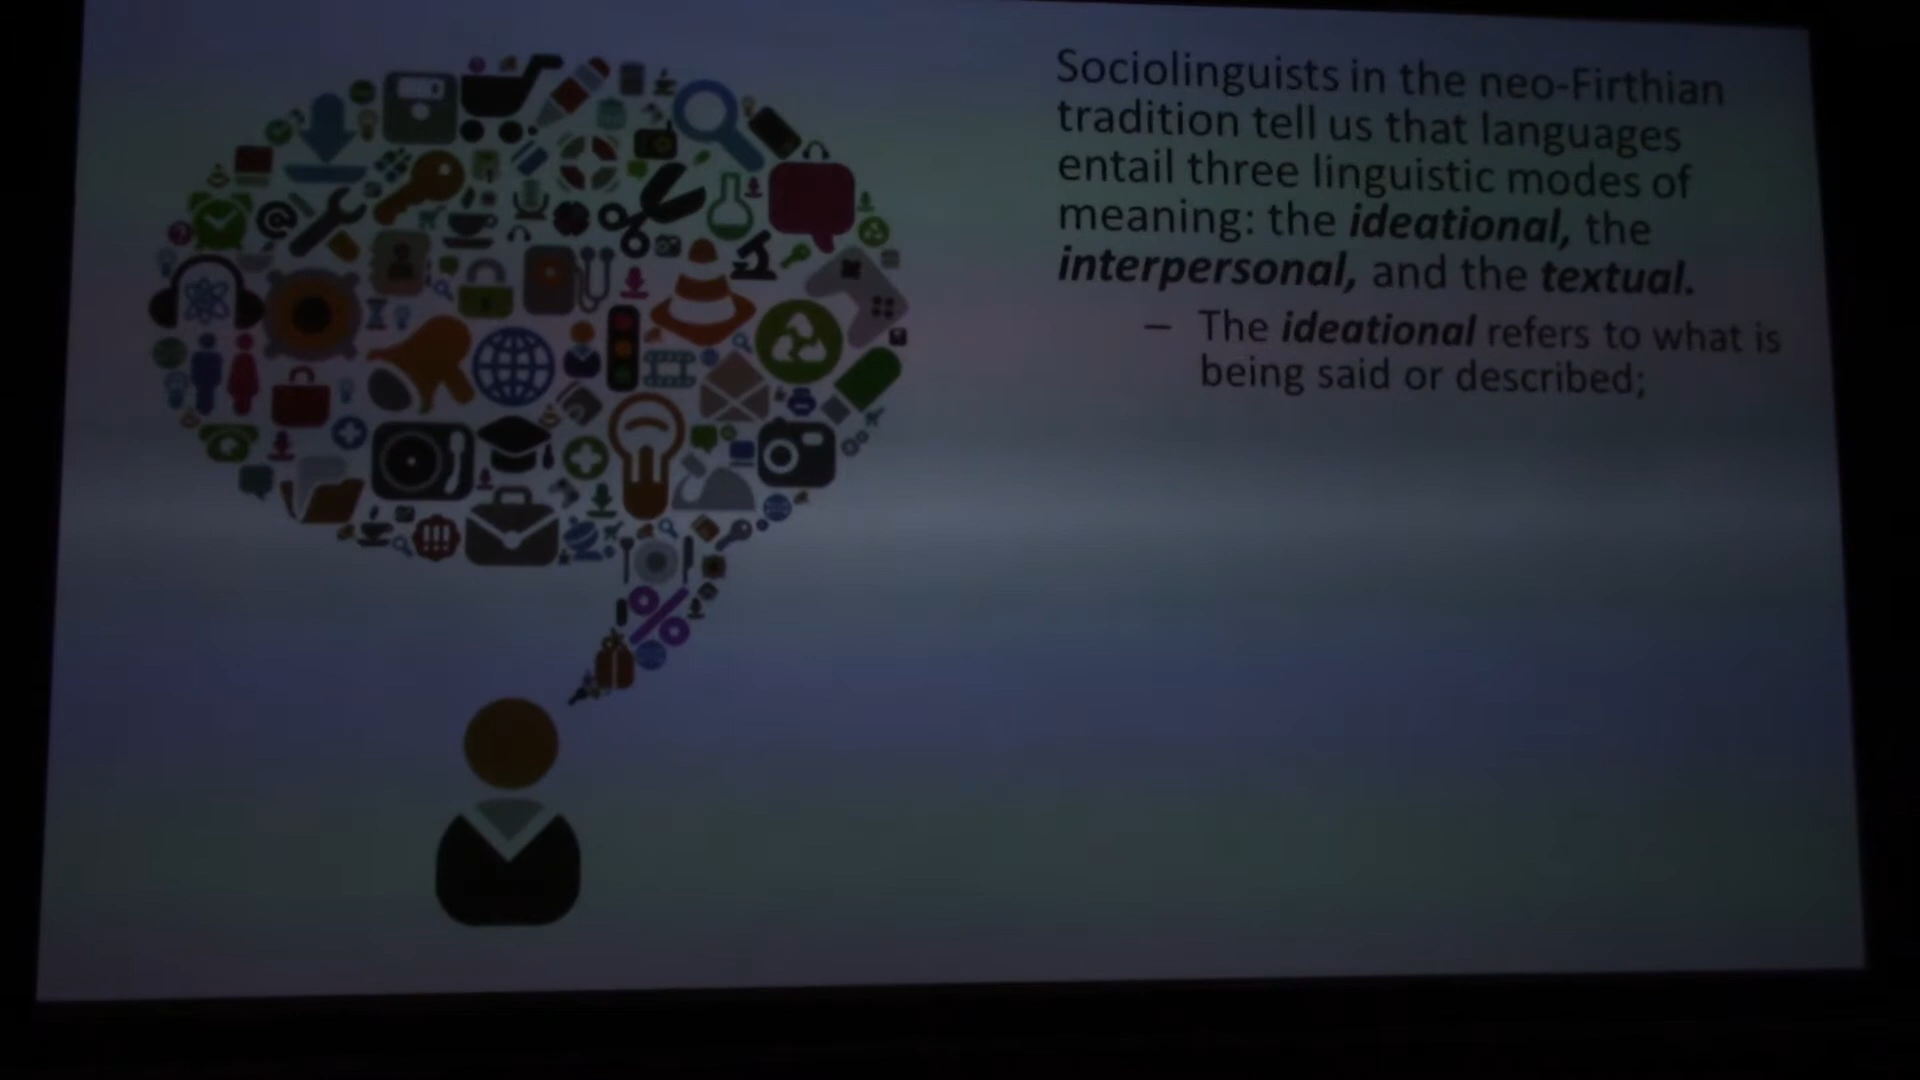 Sociolinguists in the neo-Firthian
tradition tell us that languages
entail three linguistic modes of
meaning: the ideational, the
interpersonal, and the textual.
– The ideational refers to what is
being said or described;